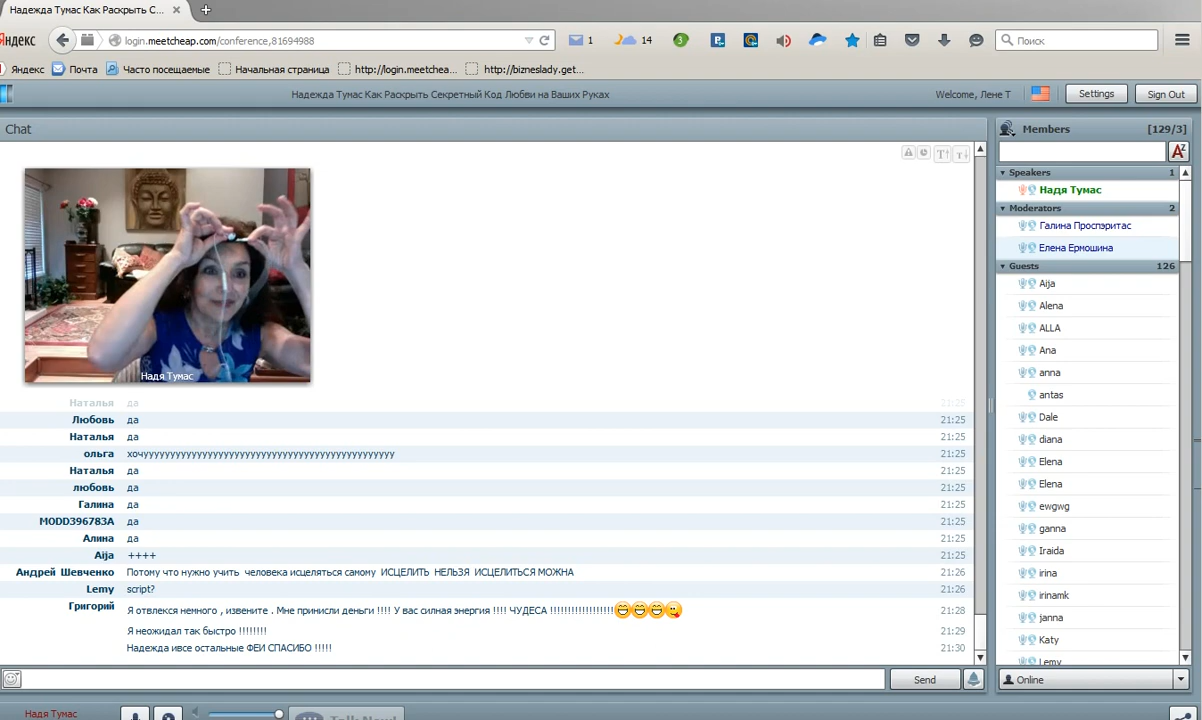 Надежда Тумас Как Раскрыть С...
Яндекс
login.meetcheap.com/conference,81694988
1
14
3
Поиск
Яндекс
Почта
Часто посещаемые
Начальная страница
http://login.meetchea...
http://bizneslady.get...
Надежда Тумас Как Раскрыть Секретный Код Любви на Ваших Руках
Welcome, Лене Т
Settings
Sign Out
Chat
Надя Тумас
Наталья да 21:25
Любовь да 21:25
Наталья да 21:25
ольга хочууууууууууууууууууууууууууууууууууууууууууууу 21:25
Наталья да 21:25
любовь да 21:25
Галина да 21:25
MODD396783A да 21:25
Алина да 21:25
Aija ++++ 21:25
Андрей Шевченко Потому что нужно учить человека исцеляться самому ИСЦЕЛИТЬ НЕЛЬЗЯ ИСЦЕЛИТЬСЯ МОЖНА 21:26
Lemy script? 21:26
Григорий Я отвлекся немного , извените . Мне принисли деньги !!!! У вас силная энергия !!!! ЧУДЕСА !!!!!!!!!!!!!!!!!! 21:28
Я неожидал так быстро !!!!!!!! 21:29
Надежда ивсе остальные ФЕИ СПАСИБО !!!!! 21:30
Send
Надя Тумас
Talk Now!
Members [129/3]
Speakers 1
Надя Тумас
Moderators 2
Галина Проспэритас
Елена Ермошина
Guests 126
Aija
Alena
ALLA
Ana
anna
antas
Dale
diana
Elena
Elena
ewgwg
ganna
Iraida
irina
irinamk
janna
Katy
Lemy
Online